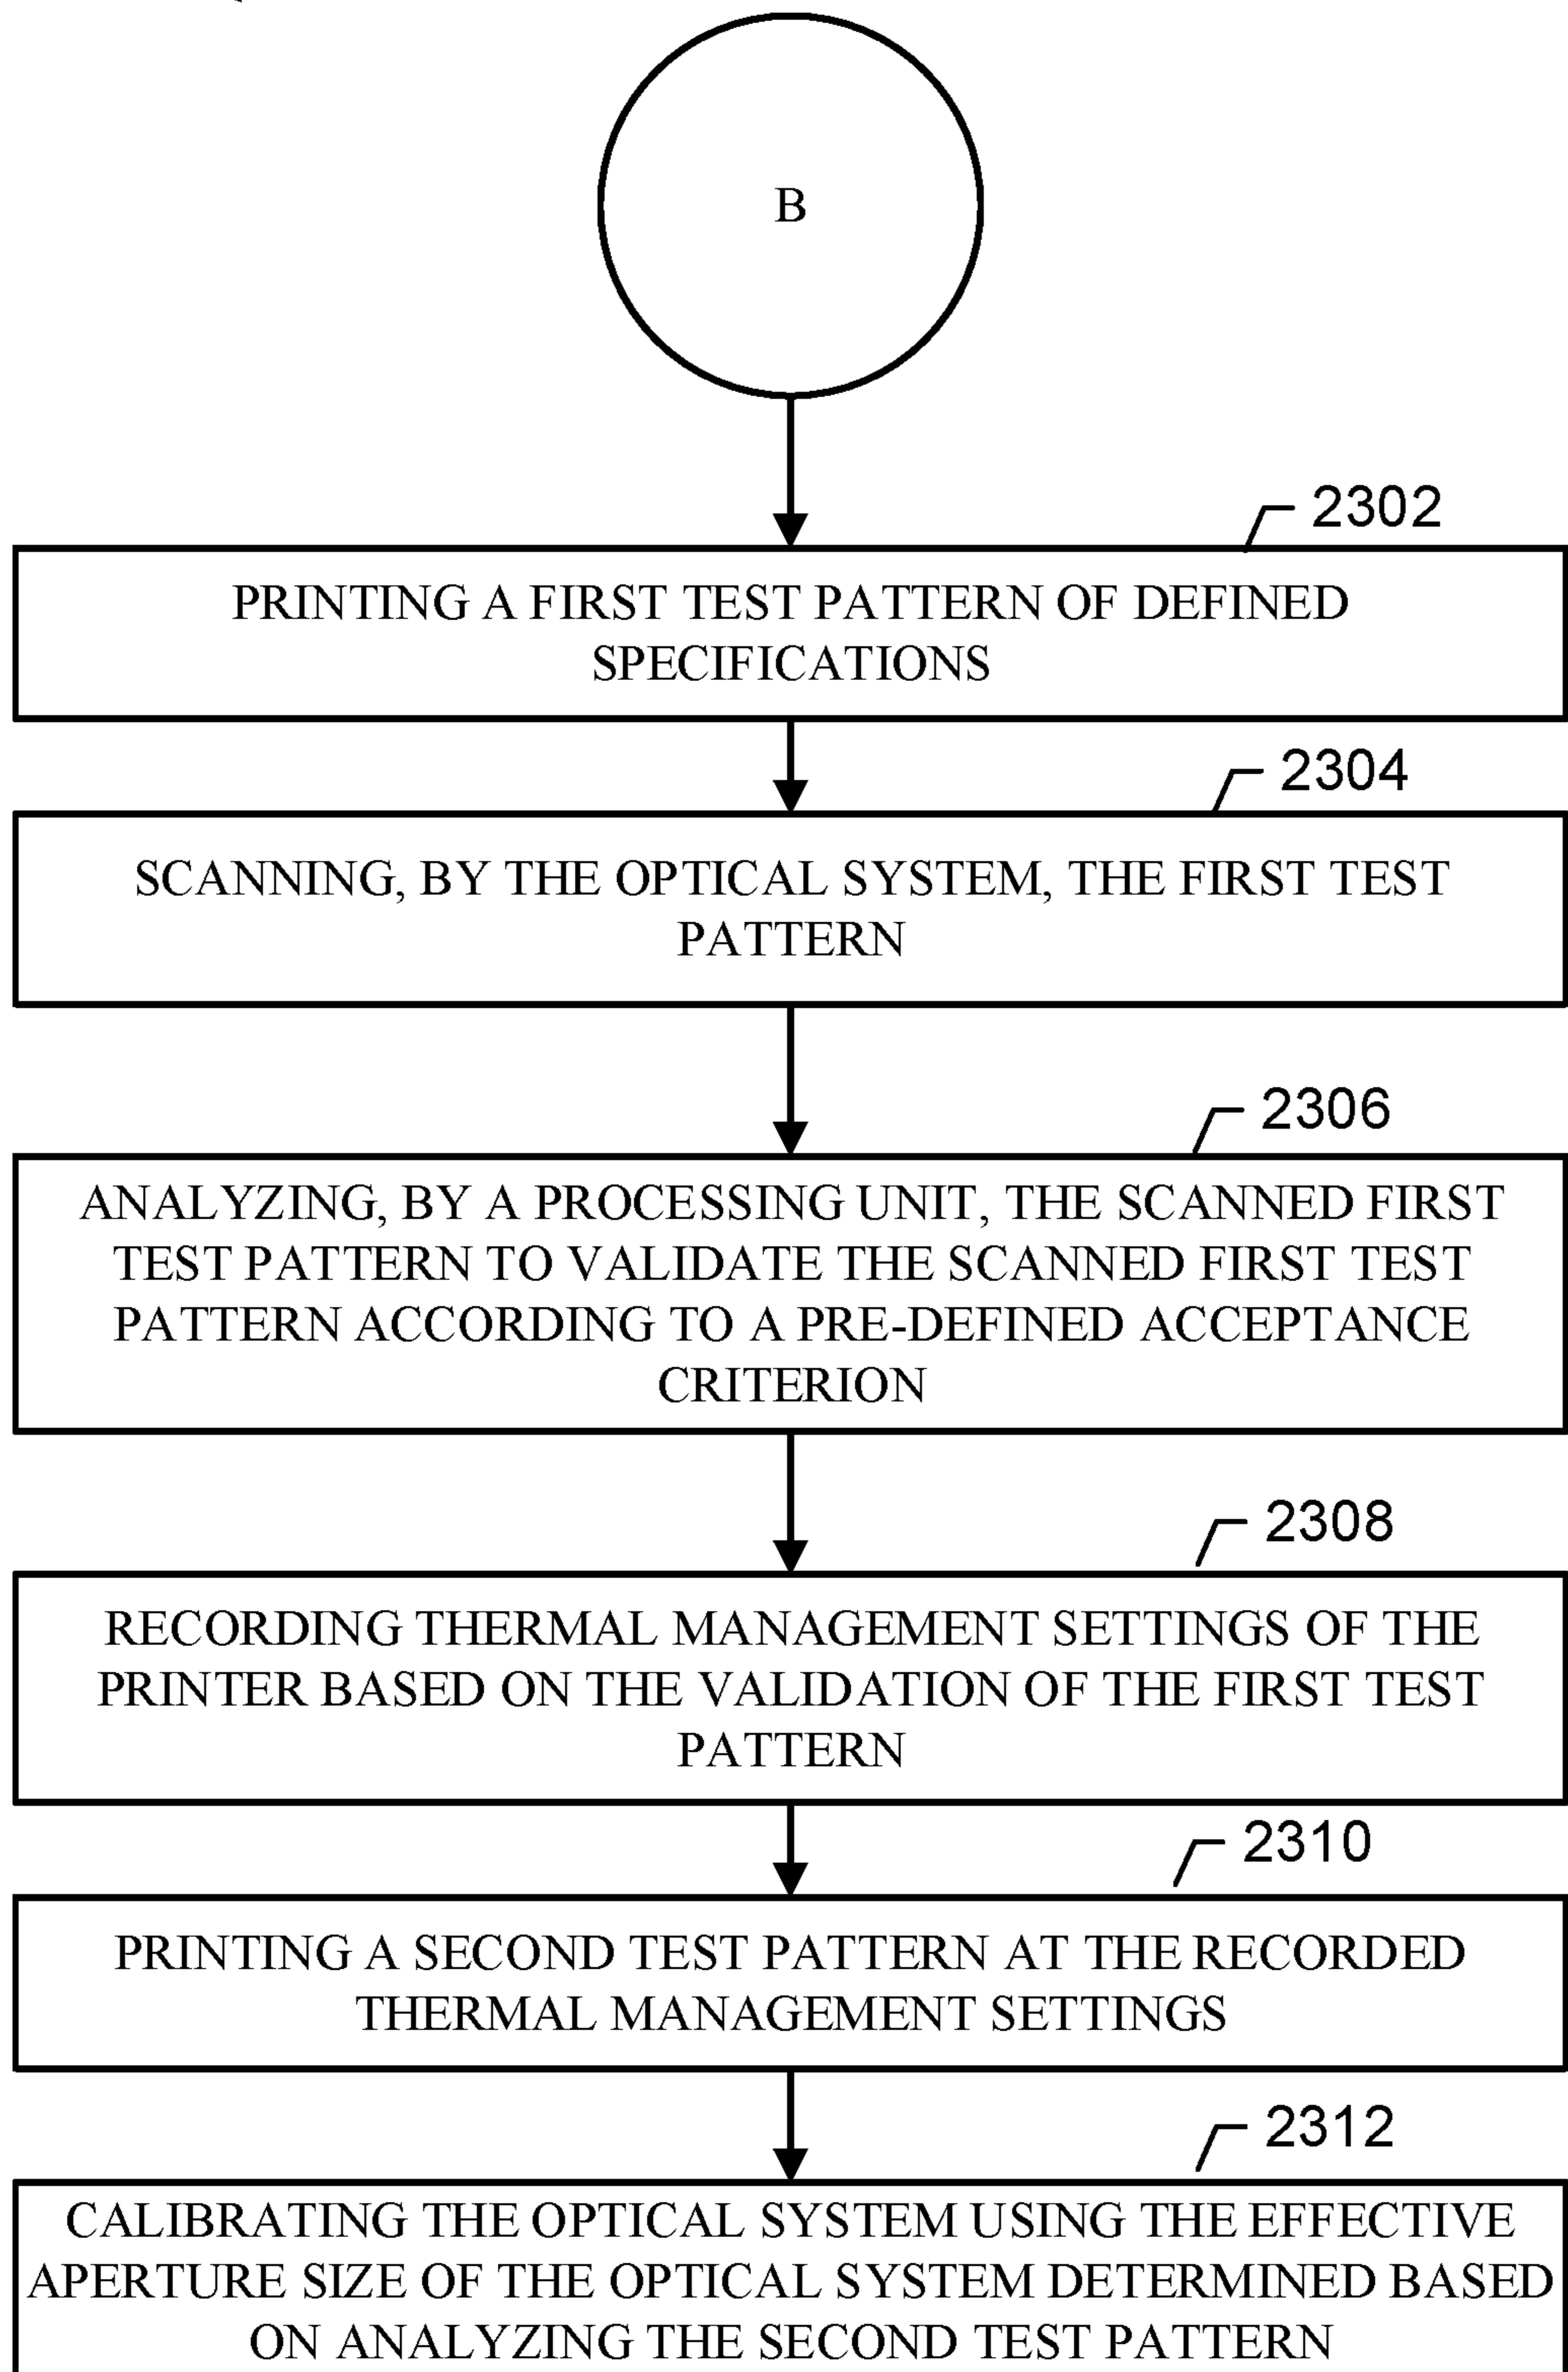 B
2302
PRINTING A FIRST TEST PATTERN OF DEFINED
SPECIFICATIONS
2304
SCANNING, BY THE OPTICAL SYSTEM, THE FIRST TEST
PATTERN
2306
ANALYZING, BY A PROCESSING UNIT, THE SCANNED FIRST
TEST PATTERN TO VALIDATE THE SCANNED FIRST TEST
PATTERN ACCORDING TO A PRE-DEFINED ACCEPTANCE
CRITERION
2308
RECORDING THERMAL MANAGEMENT SETTINGS OF THE
PRINTER BASED ON THE VALIDATION OF THE FIRST TEST
PATTERN
2310
PRINTING A SECOND TEST PATTERN AT THE RECORDED
THERMAL MANAGEMENT SETTINGS
2312
CALIBRATING THE OPTICAL SYSTEM USING THE EFFECTIVE
APERTURE SIZE OF THE OPTICAL SYSTEM DETERMINED BASED
ON ANALYZING THE SECOND TEST PATTERN